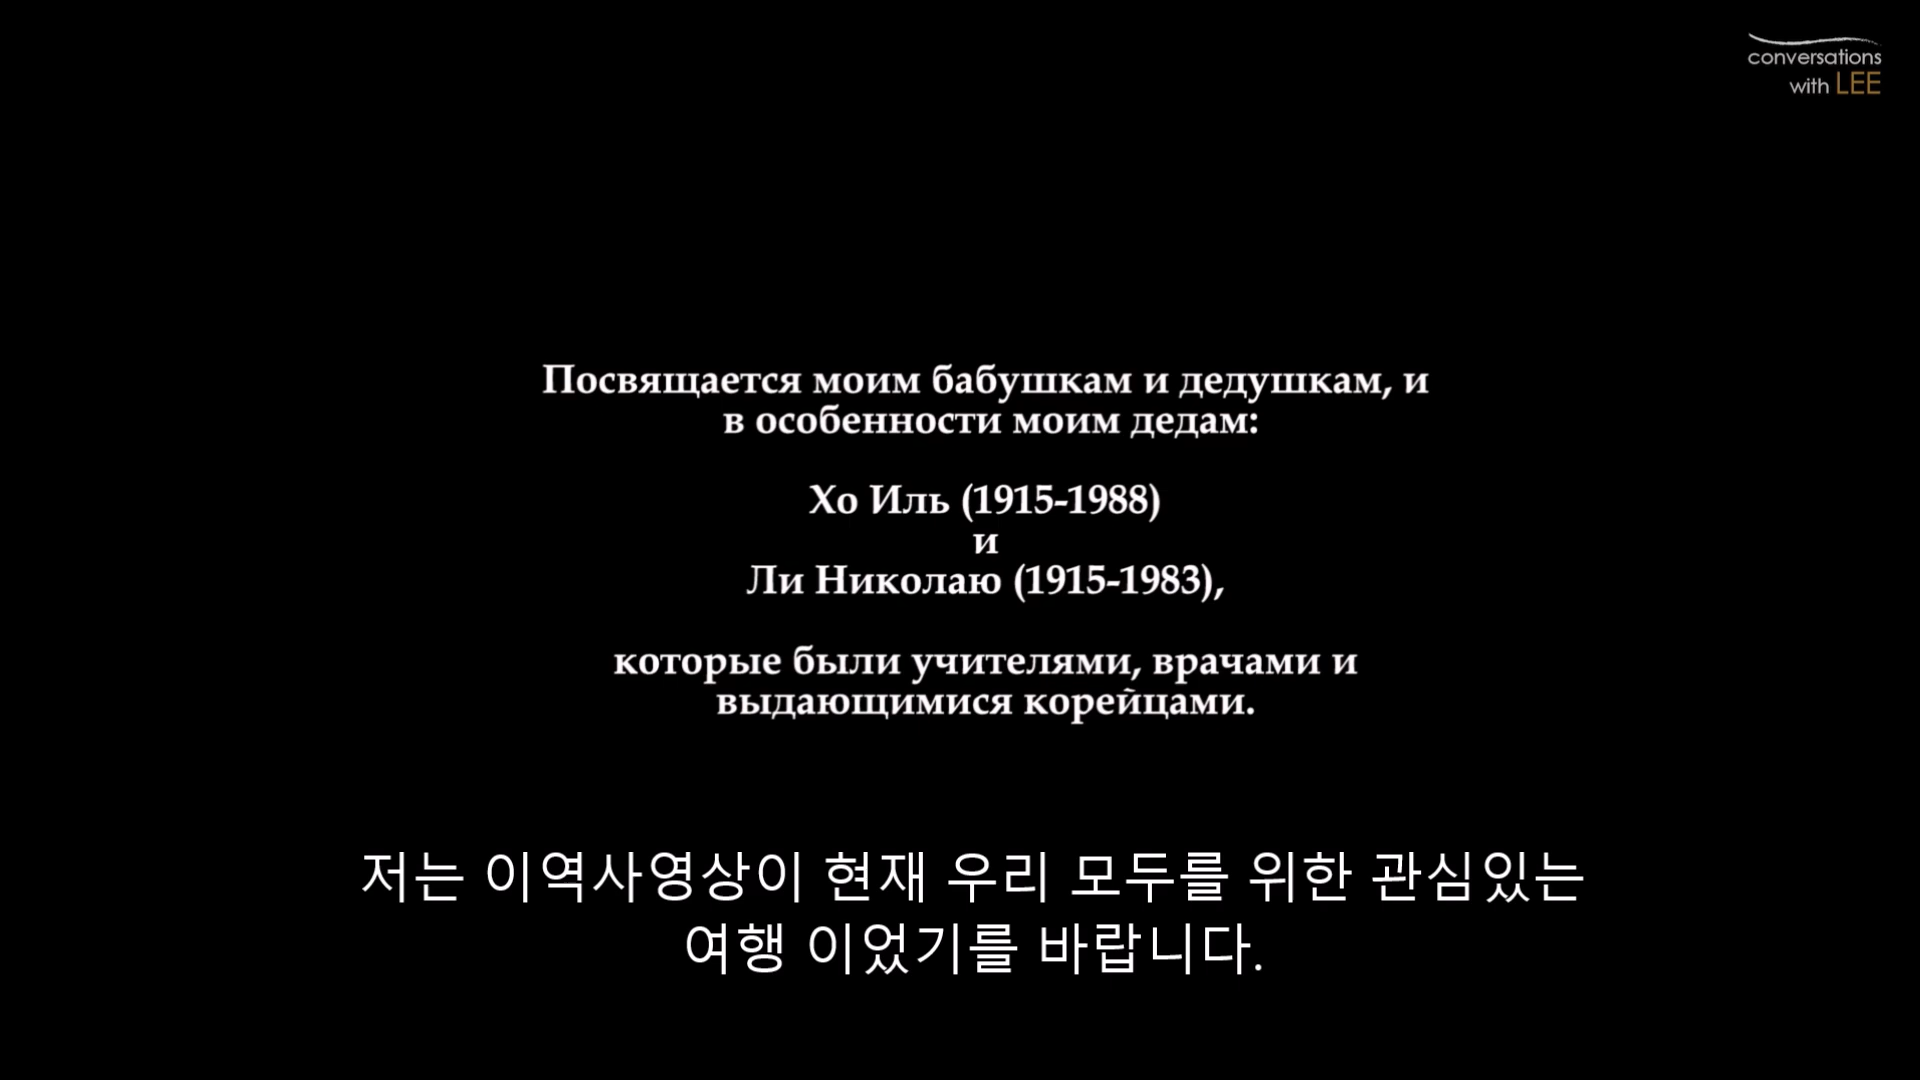 conversations
with LEE
Посвящается моим бабушкам и дедушкам, и
в особенности моим дедам:
Хо Иль (1915-1988)
и
Ли Николаю (1915-1983),
которые были учителями, врачами и
выдающимися корейцами.
저는 이역사영상이 현재 우리 모두를 위한 관심있는
여행 이었기를 바랍니다.